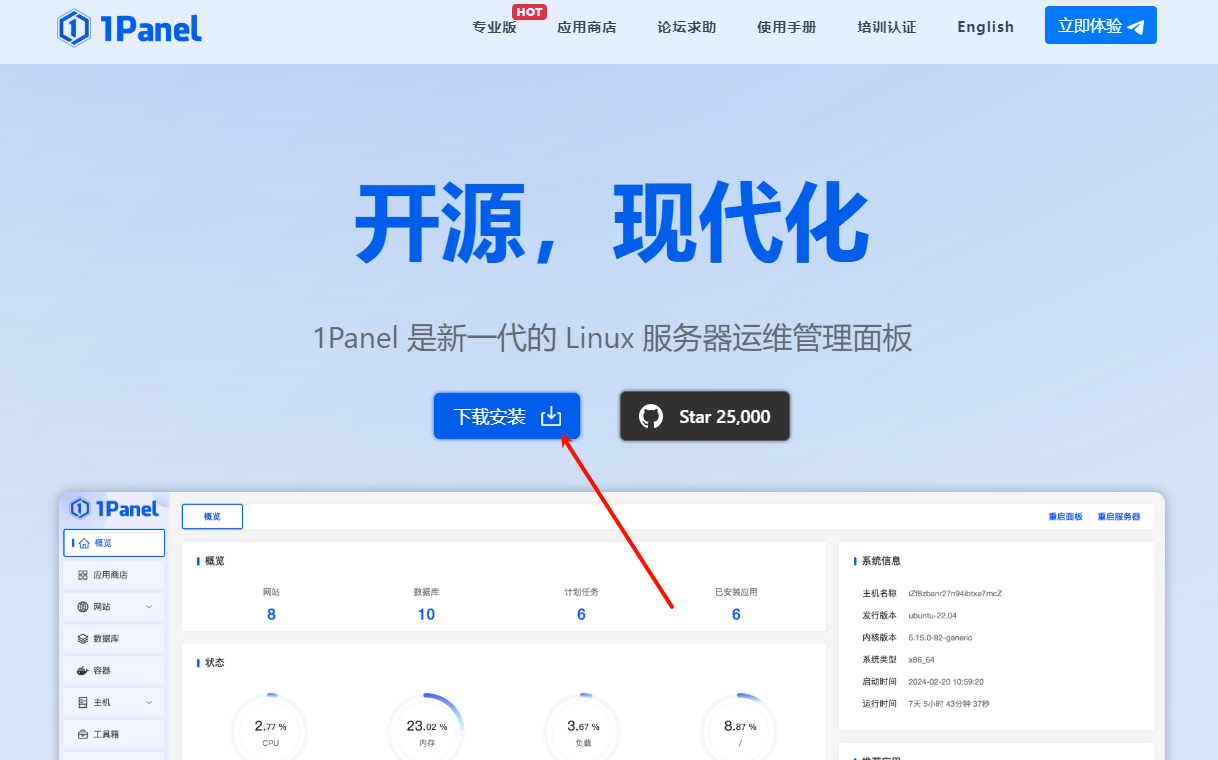 1Panel
专业版
HOT
应用商店
论坛求助
使用手册
培训认证
English
立即体验
开源，现代化
1Panel 是新一代的 Linux 服务器运维管理面板
下载安装
Star 25,000
1Panel
概览
应用商店
网站
数据库
容器
主机
工具箱
概览
重启面板
重启服务器
概览
网站
数据库
计划任务
已安装应用
8
10
6
6
状态
2.77 %
CPU
23.02 %
内存
3.67 %
负载
8.87 %
/
系统信息
主机名称 iZf8zbanr27n94ibtxe7mcZ
发行版本 ubuntu-22.04
内核版本 5.15.0-92-generic
系统类型 x86_64
启动时间 2024-02-20 10:59:20
运行时间 7天 5小时 43分钟 37秒